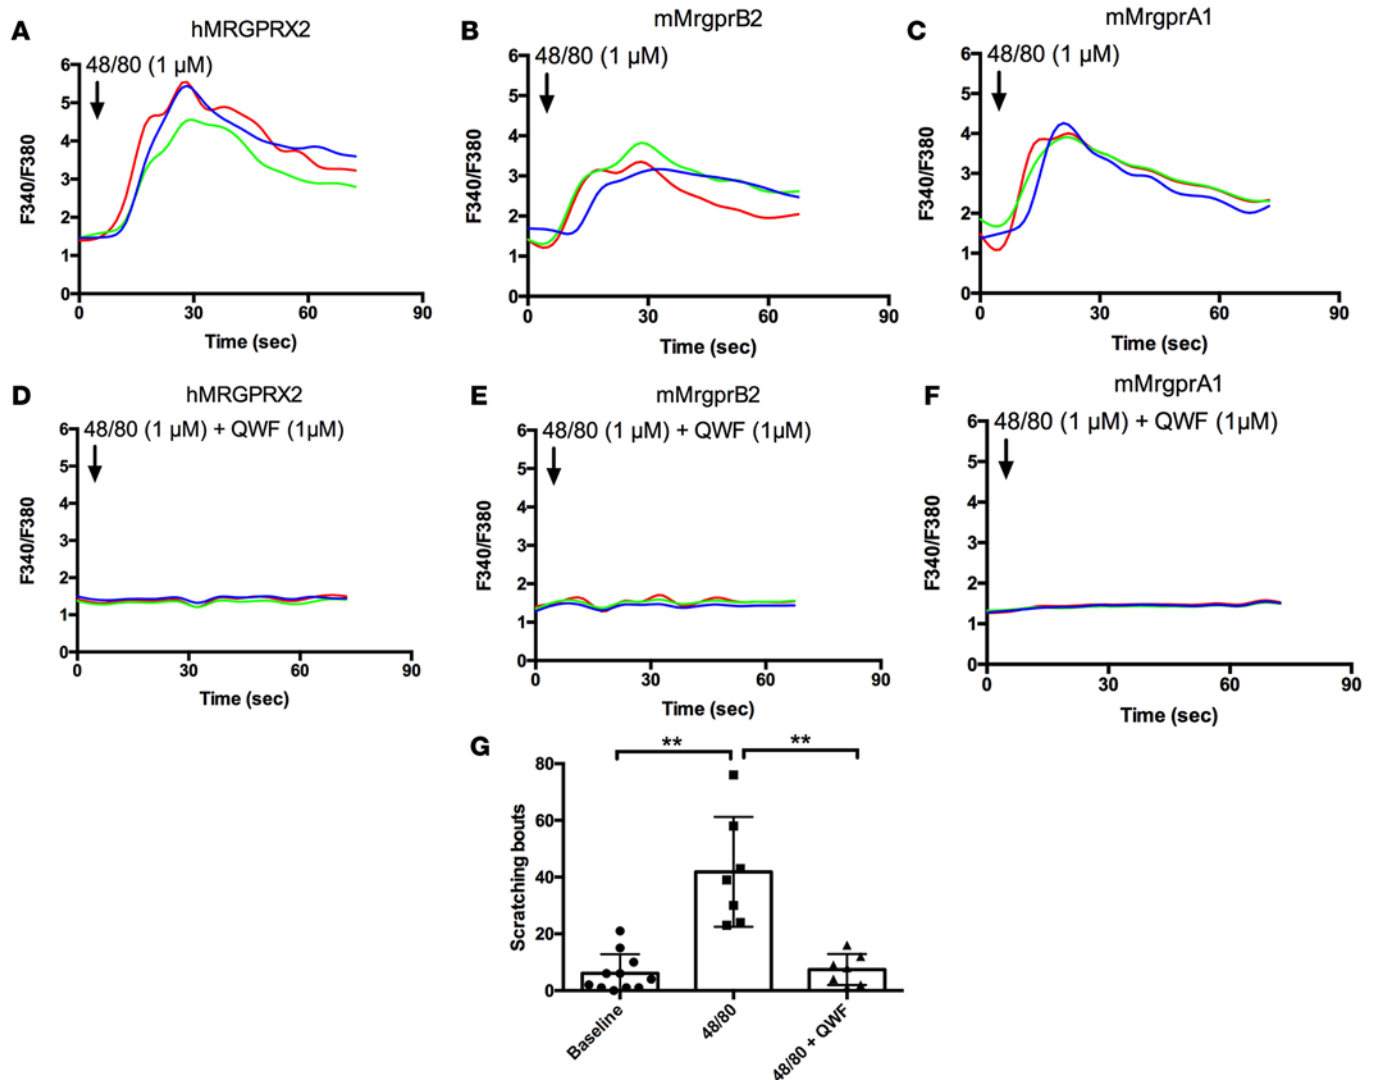 A
hMRGPRX2
48/80 (1 µM)
F340/F380
6
5
4
3
2
1
0
0 30 60 90
Time (sec)
B
mMrgprB2
48/80 (1 µM)
F340/F380
6
5
4
3
2
1
0
0 30 60 90
Time (sec)
C
mMrgprA1
48/80 (1 µM)
F340/F380
6
5
4
3
2
1
0
0 30 60 90
Time (sec)
D
hMRGPRX2
48/80 (1 µM) + QWF (1µM)
F340/F380
6
5
4
3
2
1
0
0 30 60 90
Time (sec)
E
mMrgprB2
48/80 (1 µM) + QWF (1µM)
F340/F380
6
5
4
3
2
1
0
0 30 60 90
Time (sec)
F
mMrgprA1
48/80 (1 µM) + QWF (1µM)
F340/F380
6
5
4
3
2
1
0
0 30 60 90
Time (sec)
G
** **
Scratching bouts
80
60
40
20
0
Baseline
48/80
48/80 + QWF